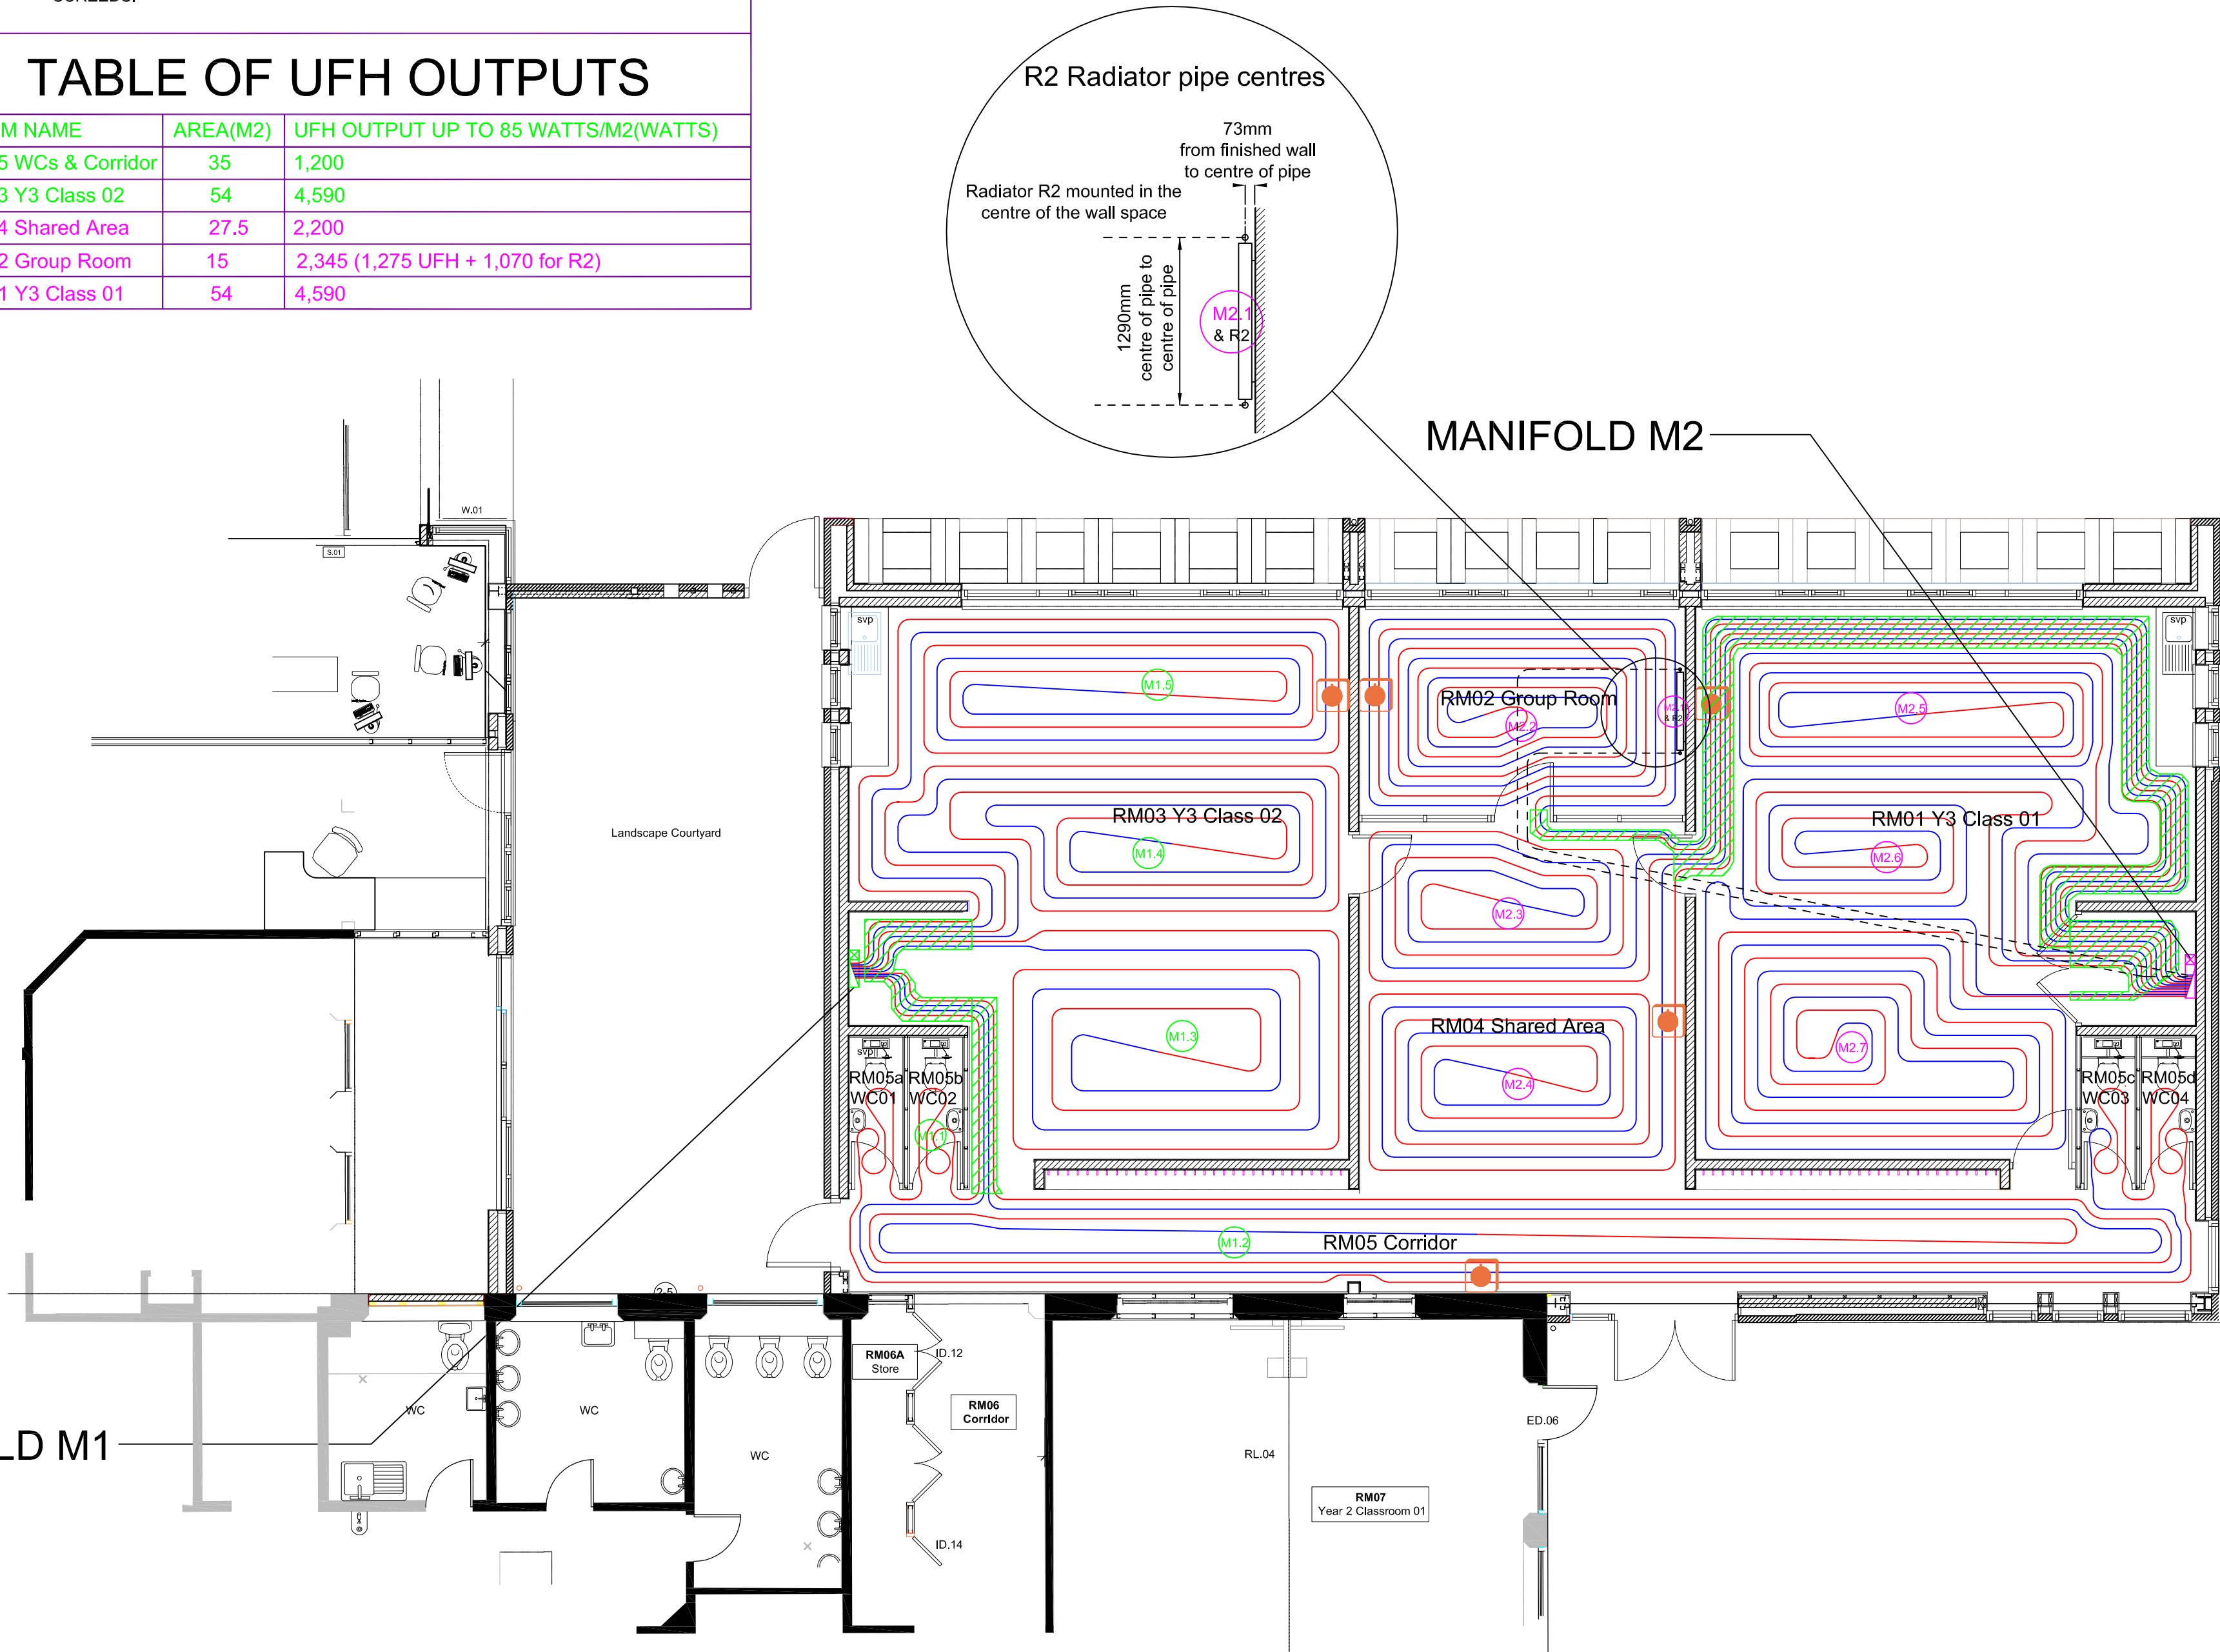 TABLE OF UFH OUTPUTS
M NAME AREA(M2) UFH OUTPUT UP TO 85 WATTS/M2(WATTS)
5 WCs & Corridor 35 1,200
3 Y3 Class 02 54 4,590
4 Shared Area 27.5 2,200
2 Group Room 15 2,345 (1,275 UFH + 1,070 for R2)
1 Y3 Class 01 54 4,590
R2 Radiator pipe centres
73mm
from finished wall
to centre of pipe
Radiator R2 mounted in the
centre of the wall space
1290mm
centre of pipe to
centre of pipe
M2.1
& R2
MANIFOLD M2
W.01
S.01
Landscape Courtyard
svp
M1.5
RM03 Y3 Class 02
M1.4
M1.3
RM02 Group Room
M2.2
M2.1
& R2
M2.3
RM04 Shared Area
M2.4
svp
M2.5
RM01 Y3 Class 01
M2.6
M2.7
svp
RM05a
WC01
RM05b
WC02
M1.1
RM05c
WC03
RM05d
WC04
M1.2
RM05 Corridor
2-5
LD M1
WC
WC
WC
RM06A
Store
ID.12
RM06
Corridor
ID.14
RL.04
RM07
Year 2 Classroom 01
ED.06